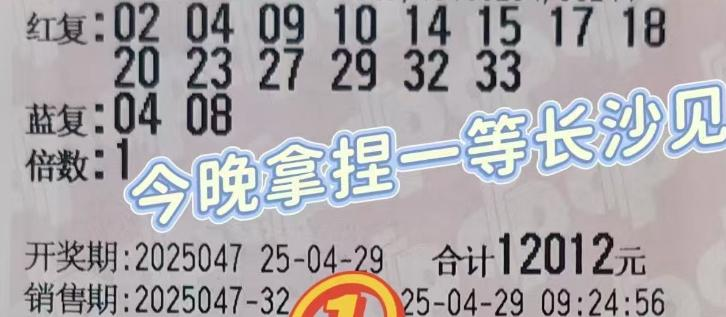 红复:02 04 09 10 14 15 17 18
20 23 27 29 32 33
蓝复:04 08
倍数:1
今晚拿捏一等长沙见
开奖期:2025047 25-04-29 合计12012元
销售期:2025047-32 1 25-04-29 09:24:56